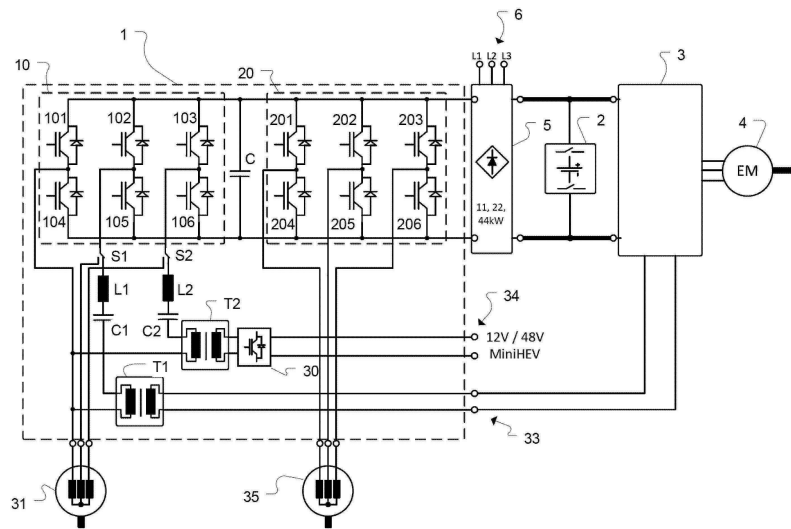 6
1
L1 L2 L3
3
10
20
101
102
103
201
202
203
2
4
C
5
EM
11, 22,
44kW
104
105
106
204
205
206
S1
S2
L1
L2
T2
34
C1
C2
12V / 48V
MiniHEV
T1
30
33
31
35